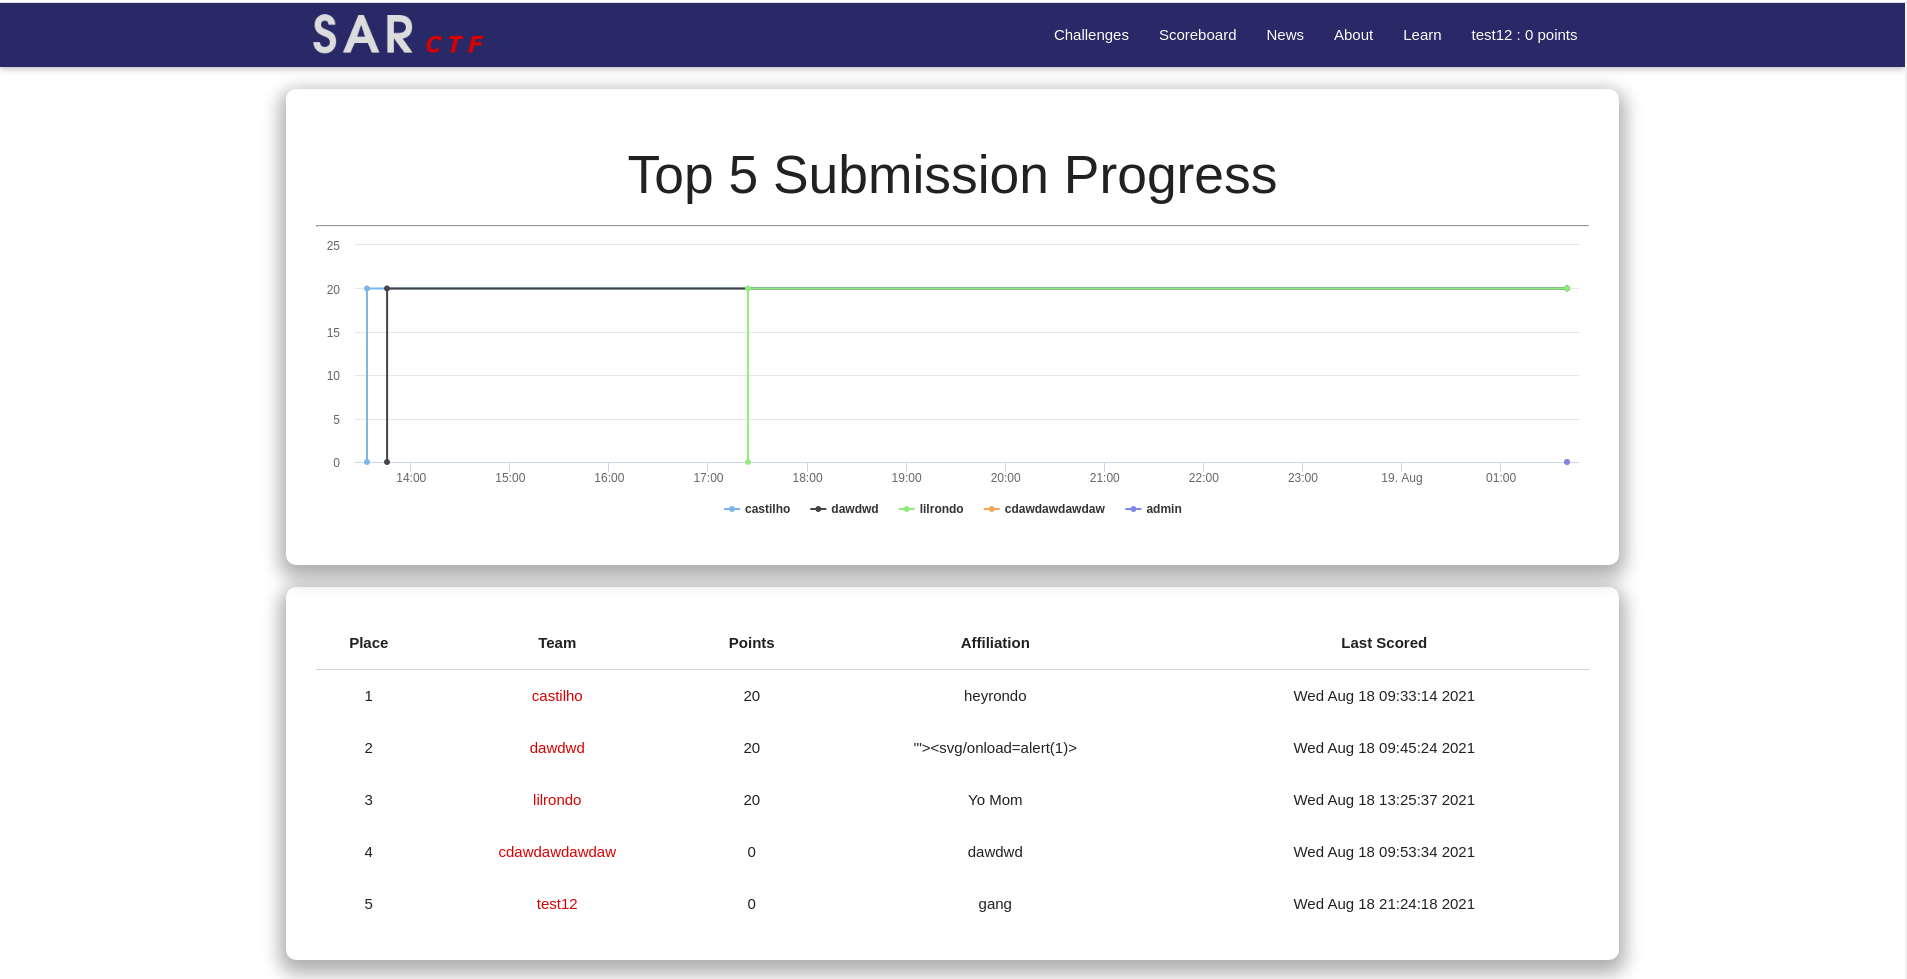 SAR CTF Challenges Scoreboard News About Learn test12 : 0 points
Top 5 Submission Progress
25
20
15
10
5
0
14:00 15:00 16:00 17:00 18:00 19:00 20:00 21:00 22:00 23:00 19. Aug 01:00
castilho dawdwd lilrondo cdawdawdawdaw admin
Place Team Points Affiliation Last Scored
1 castilho 20 heyrondo Wed Aug 18 09:33:14 2021
2 dawdwd 20 '"><svg/onload=alert(1)> Wed Aug 18 09:45:24 2021
3 lilrondo 20 Yo Mom Wed Aug 18 13:25:37 2021
4 cdawdawdawdaw 0 dawdwd Wed Aug 18 09:53:34 2021
5 test12 0 gang Wed Aug 18 21:24:18 2021